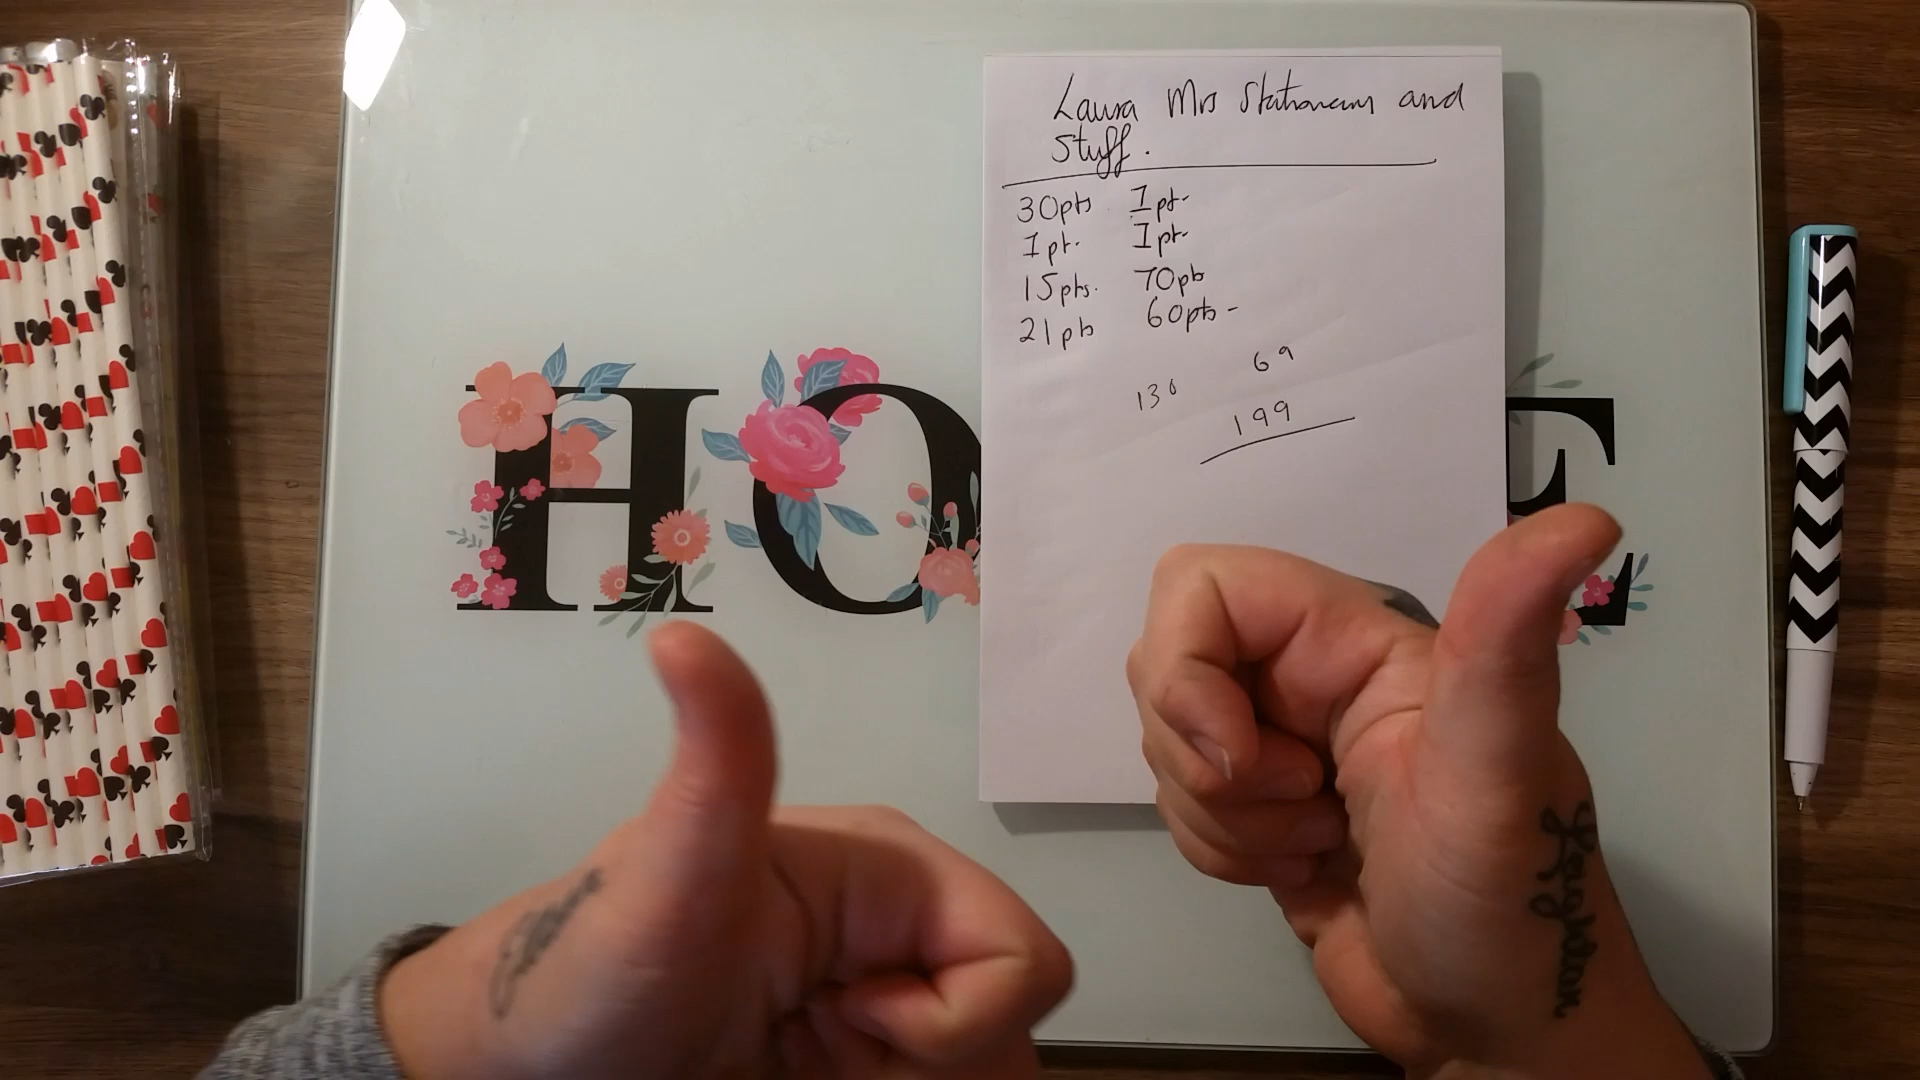 Laura Mrs Stationery and
Stuff.
30pts 1pt-
1pt. 1pt-
15pts. 70pts
21pts 60pts-
69
130
199
HO E